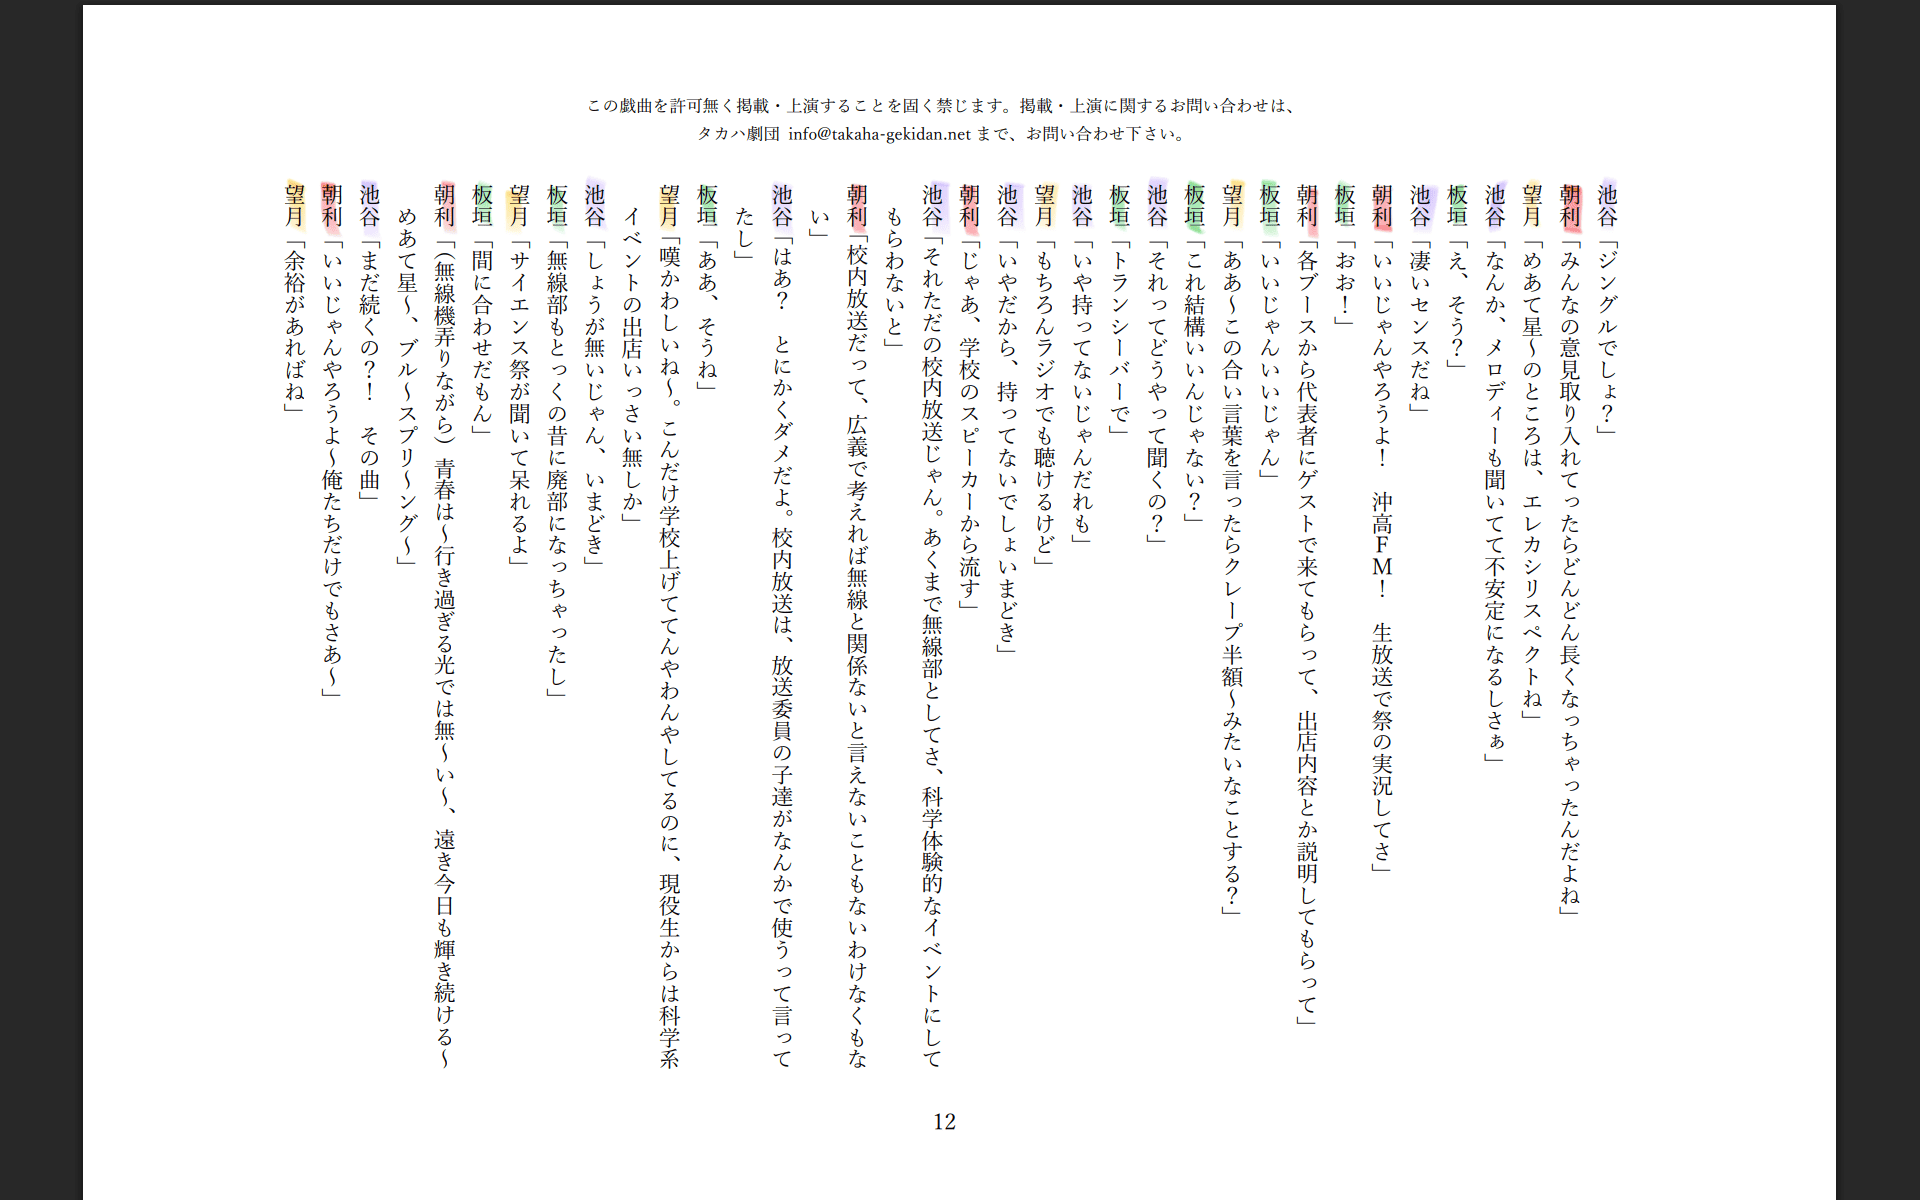 この戯曲を許可無く掲載・上演することを固く禁じます。掲載・上演に関するお問い合わせは、
タカハ劇団 info@takaha-gekidan.net まで、お問い合わせ下さい。
池谷「ジングルでしょ？」
朝利「みんなの意見取り入れてったらどんどん長くなっちゃったんだよね」
望月「めあて星〜のところは、エレカシリスペクトね」
池谷「なんか、メロディーも聞いてて不安定になるしさぁ」
板垣「え、そう？」
池谷「凄いセンスだね」
朝利「いいじゃんやろうよ！　沖高ＦＭ！　生放送で祭の実況してさ」
板垣「おお！」
朝利「各ブースから代表者にゲストで来てもらって、出店内容とか説明してもらって」
板垣「いいじゃんいいじゃん」
望月「ああ〜この合い言葉を言ったらクレープ半額〜みたいなことする？」
板垣「これ結構いいんじゃない？」
池谷「それってどうやって聞くの？」
板垣「トランシーバーで」
池谷「いや持ってないじゃんだれも」
望月「もちろんラジオでも聴けるけど」
池谷「いやだから、持ってないでしょいまどき」
朝利「じゃあ、学校のスピーカーから流す」
池谷「それただの校内放送じゃん。あくまで無線部としてさ、科学体験的なイベントにして
もらわないと」
朝利「校内放送だって、広義で考えれば無線と関係ないと言えないこともないわけなくもな
い」
池谷「はあ？　とにかくダメだよ。校内放送は、放送委員の子達がなんかで使うって言って
たし」
板垣「ああ、そうね」
望月「嘆かわしいね〜。こんだけ学校上げててんやわんやしてるのに、現役生からは科学系
イベントの出店いっさい無しか」
池谷「しょうが無いじゃん、いまどき」
板垣「無線部もとっくの昔に廃部になっちゃったし」
望月「サイエンス祭が聞いて呆れるよ」
板垣「間に合わせだもん」
朝利「（無線機弄りながら）青春は〜行き過ぎる光では無〜い〜、遠き今日も輝き続ける〜
めあて星〜、ブル〜スプリ〜ング〜」
池谷「まだ続くの？！　その曲」
朝利「いいじゃんやろうよ〜俺たちだけでもさあ〜」
望月「余裕があればね」
12